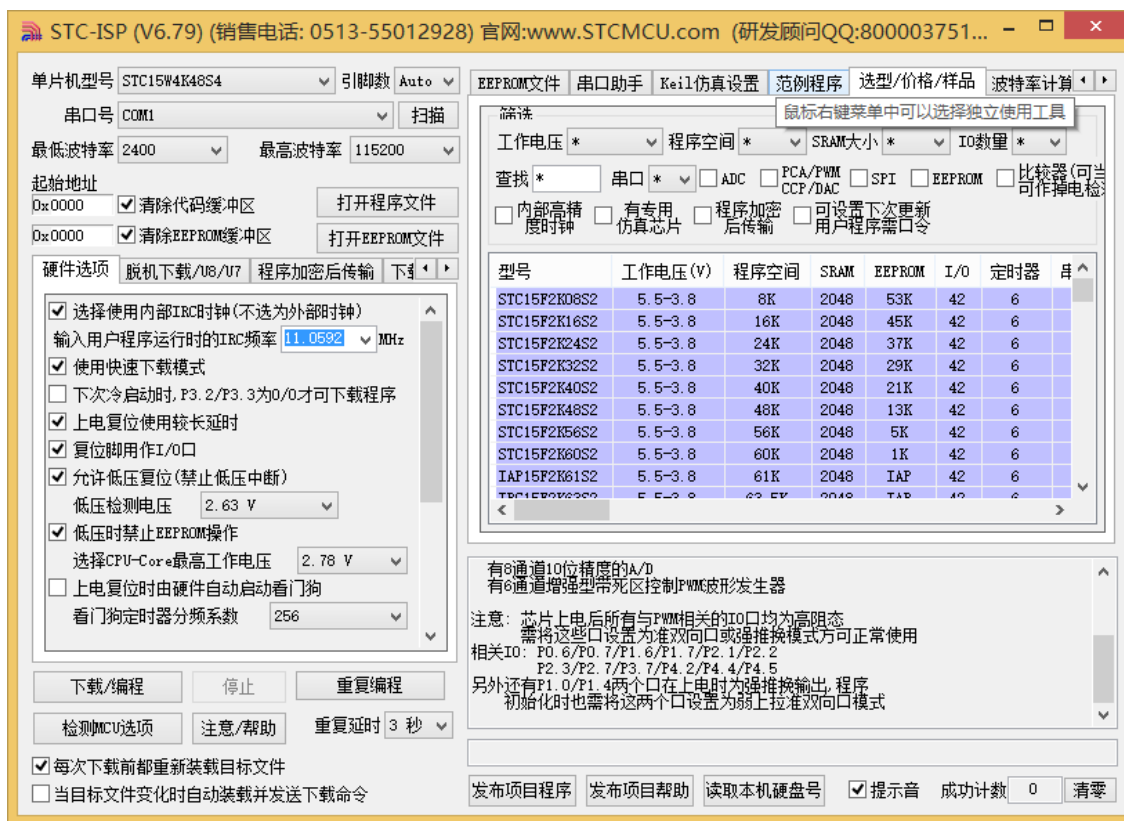 STC-ISP (V6.79) (销售电话: 0513-55012928) 官网:www.STCMCU.com (研发顾问QQ:800003751...
单片机型号 STC15W4K48S4 引脚数 Auto
串口号 COM1 扫描
最低波特率 2400 最高波特率 115200
起始地址
0x0000 清除代码缓冲区 打开程序文件
0x0000 清除EEPROM缓冲区 打开EEPROM文件
硬件选项 脱机下载/U8/U7 程序加密后传输
选择使用内部IRC时钟(不选为外部时钟)
输入用户程序运行时的IRC频率 11.0592 MHz
使用快速下载模式
下次冷启动时,P3.2/P3.3为0/0才可下载程序
上电复位使用较长延时
复位脚用作I/O口
允许低压复位(禁止低压中断)
低压检测电压 2.63 V
低压时禁止EEPROM操作
选择CPU-Core最高工作电压 2.78 V
上电复位时由硬件自动启动看门狗
看门狗定时器分频系数 256
下载/编程 停止 重复编程
检测MCU选项 注意/帮助 重复延时 3 秒
每次下载前都重新装载目标文件
当目标文件变化时自动装载并发送下载命令
EEPROM文件 串口助手 Keil仿真设置 范例程序 选型/价格/样品 波特率计算
鼠标右键菜单中可以选择独立使用工具
筛选
工作电压 * 程序空间 * SRAM大小 * IO数量 *
查找 * 串口 * ADC PCA/PWM CCP/DAC SPI EEPROM 比较器(可当 可作掉电检测
内部高精度时钟 有专用仿真芯片 程序加密后传输 可设置下次更新用户程序需口令
型号 工作电压(V) 程序空间 SRAM EEPROM I/O 定时器 串
STC15F2K08S2 5.5-3.8 8K 2048 53K 42 6
STC15F2K16S2 5.5-3.8 16K 2048 45K 42 6
STC15F2K24S2 5.5-3.8 24K 2048 37K 42 6
STC15F2K32S2 5.5-3.8 32K 2048 29K 42 6
STC15F2K40S2 5.5-3.8 40K 2048 21K 42 6
STC15F2K48S2 5.5-3.8 48K 2048 13K 42 6
STC15F2K56S2 5.5-3.8 56K 2048 5K 42 6
STC15F2K60S2 5.5-3.8 60K 2048 1K 42 6
IAP15F2K61S2 5.5-3.8 61K 2048 IAP 42 6
有8通道10位精度的A/D
有6通道增强型带死区控制PWM波形发生器
注意: 芯片上电后所有与PWM相关的IO口均为高阻态
需将这些口设置为准双向口或强推挽模式方可正常使用
相关IO: P0.6/P0.7/P1.6/P1.7/P2.1/P2.2
P2.3/P2.7/P3.7/P4.2/P4.4/P4.5
另外还有P1.0/P1.4两个口在上电时为强推挽输出,程序
初始化时也需将这两个口设置为弱上拉准双向口模式
发布项目程序 发布项目帮助 读取本机硬盘号 提示音 成功计数 0 清零